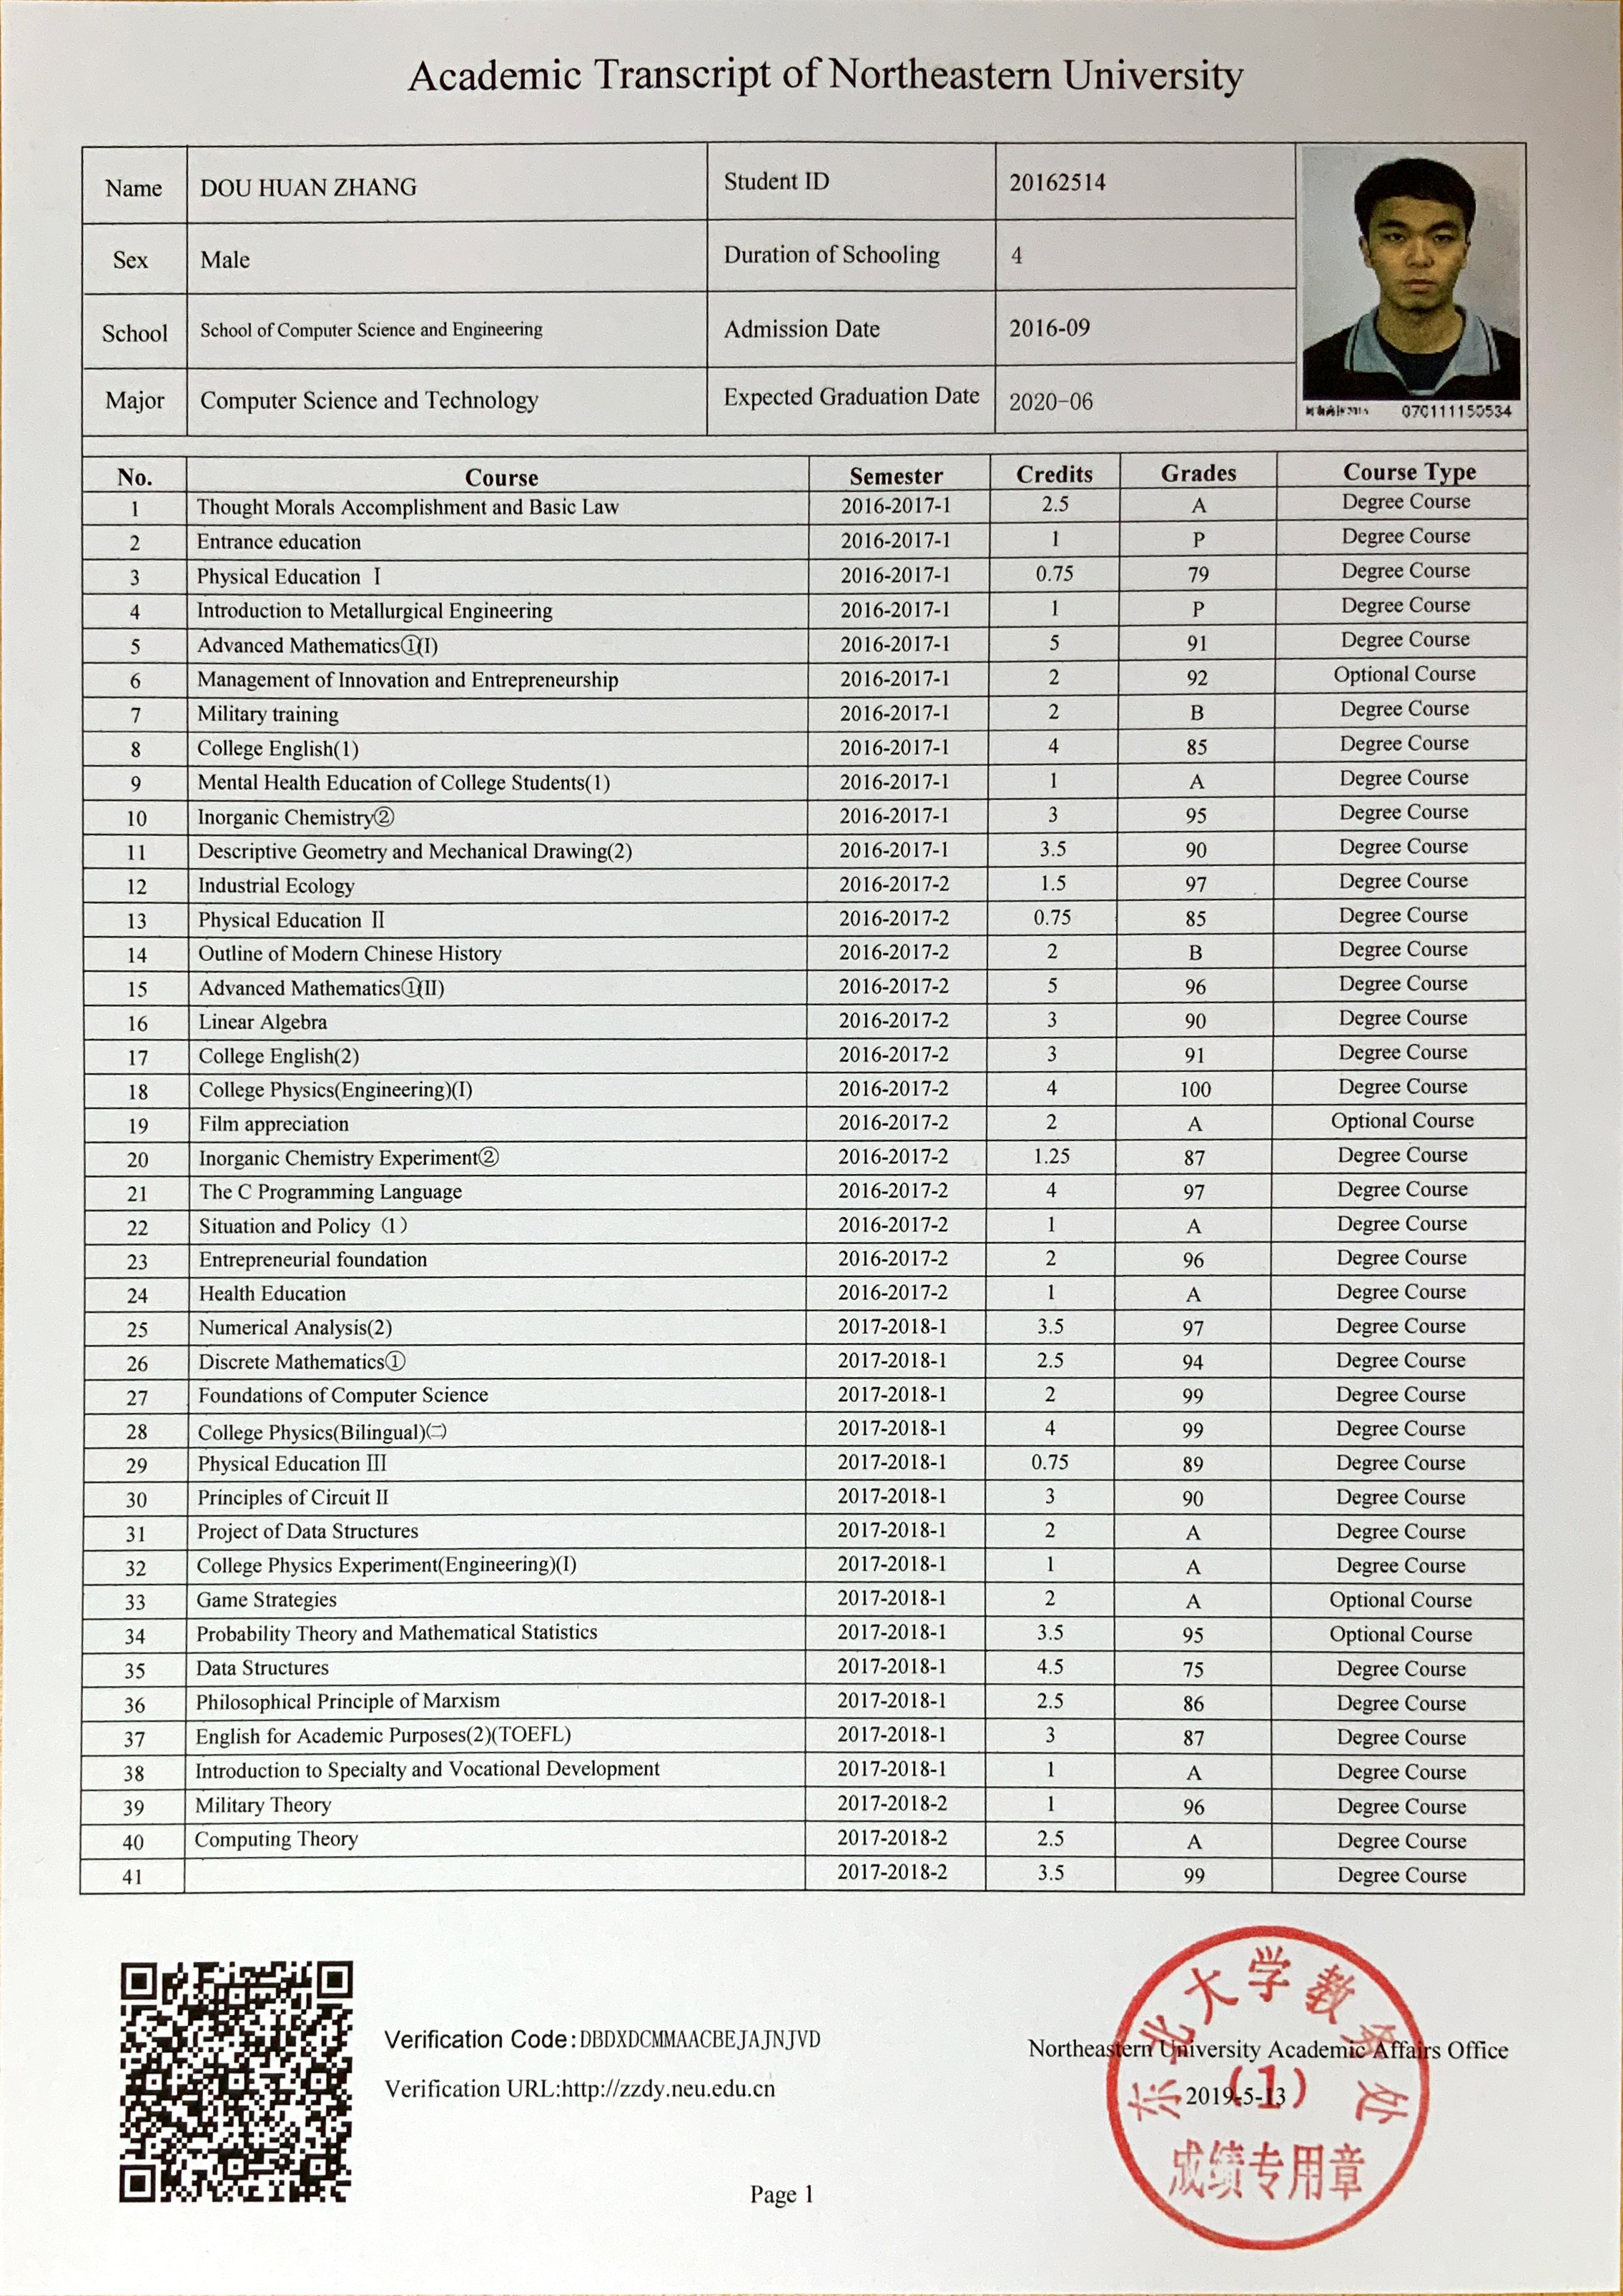 Academic Transcript of Northeastern University
Name DOU HUAN ZHANG Student ID 20162514
Sex Male Duration of Schooling 4
School School of Computer Science and Engineering Admission Date 2016-09
Major Computer Science and Technology Expected Graduation Date 2020-06
070111150534
No. Course Semester Credits Grades Course Type
1 Thought Morals Accomplishment and Basic Law 2016-2017-1 2.5 A Degree Course
2 Entrance education 2016-2017-1 1 P Degree Course
3 Physical Education Ⅰ 2016-2017-1 0.75 79 Degree Course
4 Introduction to Metallurgical Engineering 2016-2017-1 1 P Degree Course
5 Advanced Mathematics①(I) 2016-2017-1 5 91 Degree Course
6 Management of Innovation and Entrepreneurship 2016-2017-1 2 92 Optional Course
7 Military training 2016-2017-1 2 B Degree Course
8 College English(1) 2016-2017-1 4 85 Degree Course
9 Mental Health Education of College Students(1) 2016-2017-1 1 A Degree Course
10 Inorganic Chemistry② 2016-2017-1 3 95 Degree Course
11 Descriptive Geometry and Mechanical Drawing(2) 2016-2017-1 3.5 90 Degree Course
12 Industrial Ecology 2016-2017-2 1.5 97 Degree Course
13 Physical Education Ⅱ 2016-2017-2 0.75 85 Degree Course
14 Outline of Modern Chinese History 2016-2017-2 2 B Degree Course
15 Advanced Mathematics①(II) 2016-2017-2 5 96 Degree Course
16 Linear Algebra 2016-2017-2 3 90 Degree Course
17 College English(2) 2016-2017-2 3 91 Degree Course
18 College Physics(Engineering)(I) 2016-2017-2 4 100 Degree Course
19 Film appreciation 2016-2017-2 2 A Optional Course
20 Inorganic Chemistry Experiment② 2016-2017-2 1.25 87 Degree Course
21 The C Programming Language 2016-2017-2 4 97 Degree Course
22 Situation and Policy（1） 2016-2017-2 1 A Degree Course
23 Entrepreneurial foundation 2016-2017-2 2 96 Degree Course
24 Health Education 2016-2017-2 1 A Degree Course
25 Numerical Analysis(2) 2017-2018-1 3.5 97 Degree Course
26 Discrete Mathematics① 2017-2018-1 2.5 94 Degree Course
27 Foundations of Computer Science 2017-2018-1 2 99 Degree Course
28 College Physics(Bilingual)㈡ 2017-2018-1 4 99 Degree Course
29 Physical Education Ⅲ 2017-2018-1 0.75 89 Degree Course
30 Principles of Circuit II 2017-2018-1 3 90 Degree Course
31 Project of Data Structures 2017-2018-1 2 A Degree Course
32 College Physics Experiment(Engineering)(I) 2017-2018-1 1 A Degree Course
33 Game Strategies 2017-2018-1 2 A Optional Course
34 Probability Theory and Mathematical Statistics 2017-2018-1 3.5 95 Optional Course
35 Data Structures 2017-2018-1 4.5 75 Degree Course
36 Philosophical Principle of Marxism 2017-2018-1 2.5 86 Degree Course
37 English for Academic Purposes(2)(TOEFL) 2017-2018-1 3 87 Degree Course
38 Introduction to Specialty and Vocational Development 2017-2018-1 1 A Degree Course
39 Military Theory 2017-2018-2 1 96 Degree Course
40 Computing Theory 2017-2018-2 2.5 A Degree Course
41 2017-2018-2 3.5 99 Degree Course
Verification Code:DBDXDCMMAACBEJAJNJVD
Verification URL:http://zzdy.neu.edu.cn
Northeastern University Academic Affairs Office
2019-5-13
东北大学教务处
(1)
成绩专用章
Page 1